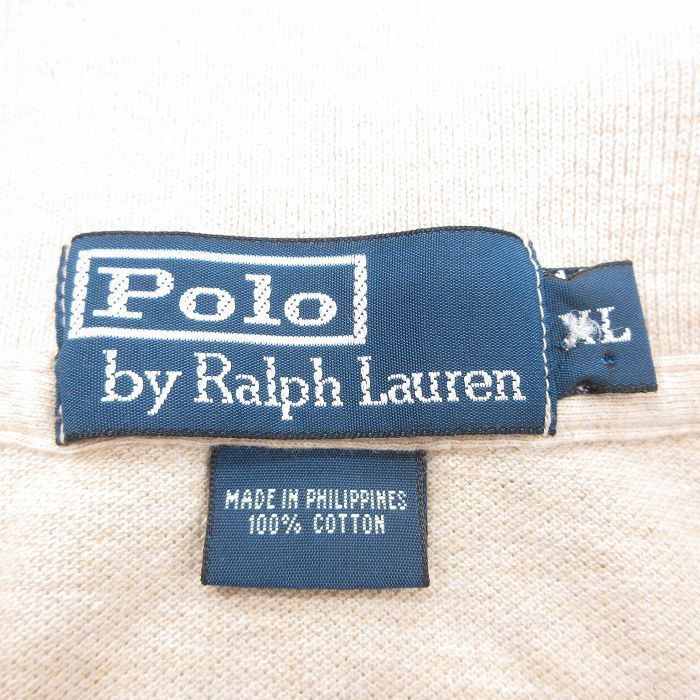 Polo
by Ralph Lauren
XL
MADE IN PHILIPPINES
100% COTTON